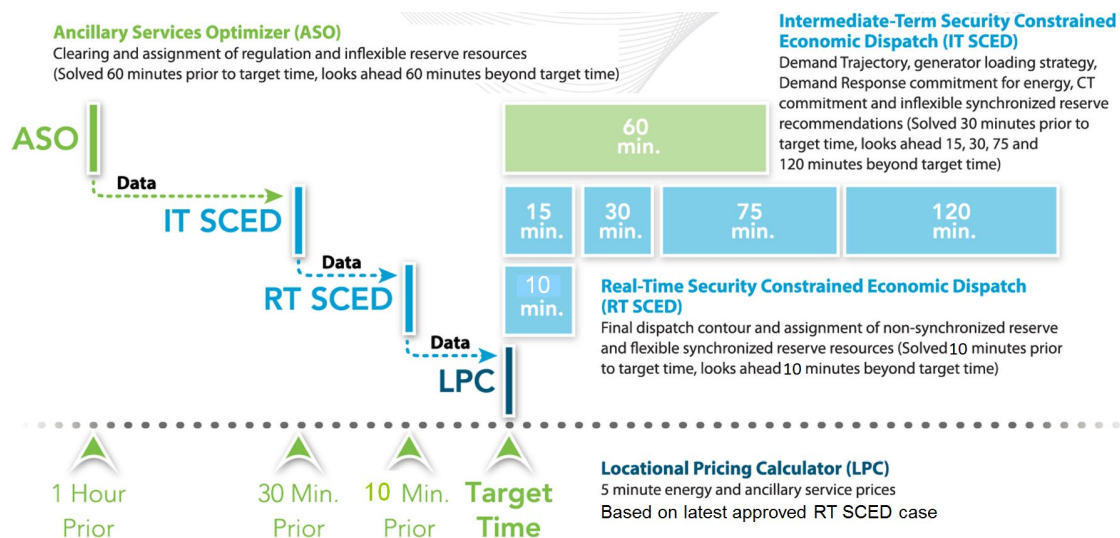 Ancillary Services Optimizer (ASO)
Clearing and assignment of regulation and inflexible reserve resources
(Solved 60 minutes prior to target time, looks ahead 60 minutes beyond target time)
Intermediate-Term Security Constrained
Economic Dispatch (IT SCED)
Demand Trajectory, generator loading strategy,
Demand Response commitment for energy, CT
commitment and inflexible synchronized reserve
recommendations (Solved 30 minutes prior to
target time, looks ahead 15, 30, 75 and
120 minutes beyond target time)
ASO
60
min.
Data
IT SCED
15
min.
30
min.
75
min.
120
min.
Data
RT SCED
10
min.
Real-Time Security Constrained Economic Dispatch
(RT SCED)
Final dispatch contour and assignment of non-synchronized reserve
and flexible synchronized reserve resources (Solved 10 minutes prior
to target time, looks ahead 10 minutes beyond target time)
Data
LPC
1 Hour
Prior
30 Min.
Prior
10 Min.
Prior
Target
Time
Locational Pricing Calculator (LPC)
5 minute energy and ancillary service prices
Based on latest approved RT SCED case